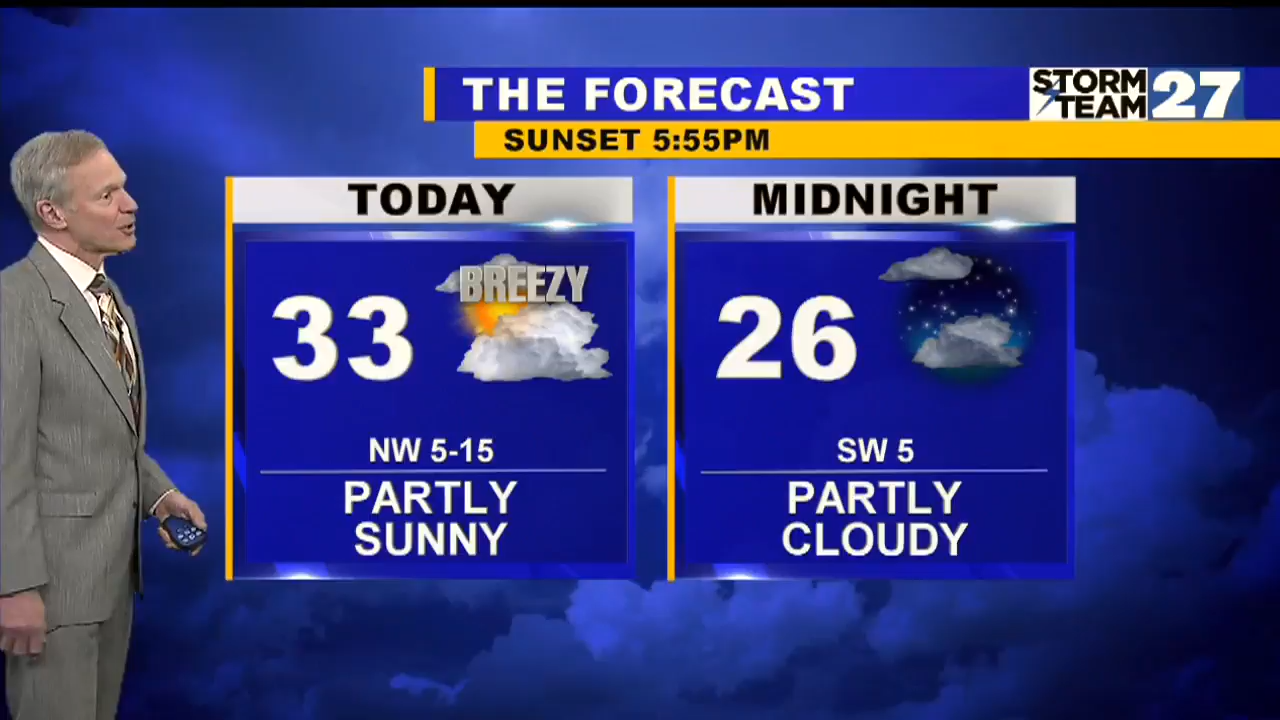 THE FORECAST
STORM TEAM 27
SUNSET 5:55PM
TODAY
BREEZY
33
NW 5-15
PARTLY
SUNNY
MIDNIGHT
26
SW 5
PARTLY
CLOUDY